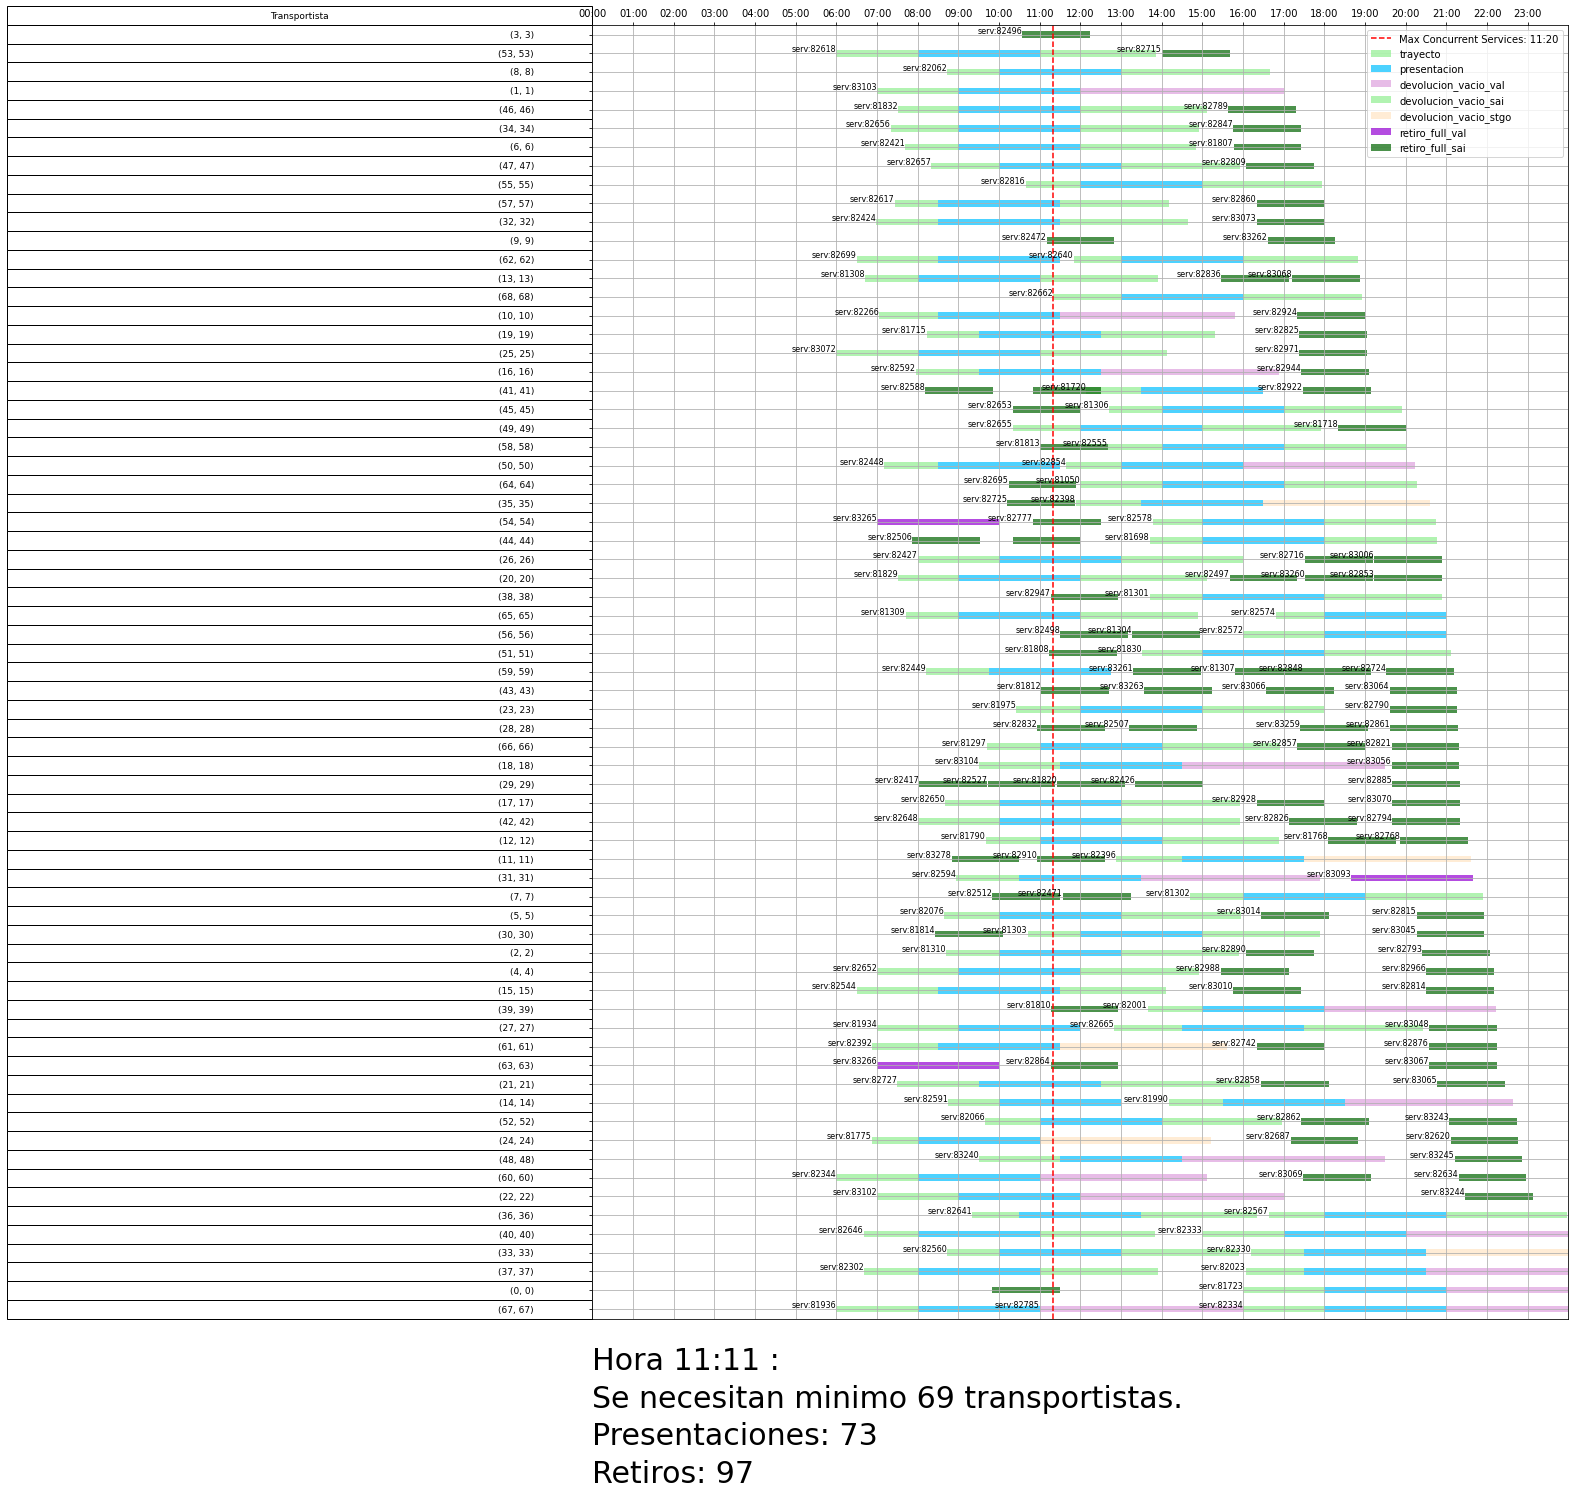 Transportista
00:00 01:00 02:00 03:00 04:00 05:00 06:00 07:00 08:00 09:00 10:00 11:00 12:00 13:00 14:00 15:00 16:00 17:00 18:00 19:00 20:00 21:00 22:00 23:00
Max Concurrent Services: 11:20
trayecto
presentacion
devolucion_vacio_val
devolucion_vacio_sai
devolucion_vacio_stgo
retiro_full_val
retiro_full_sai
(3, 3) serv:82496
(53, 53) serv:82618 serv:82715
(8, 8) serv:82062
(1, 1) serv:83103
(46, 46) serv:81832 serv:82789
(34, 34) serv:82656 serv:82847
(6, 6) serv:82421 serv:81807
(47, 47) serv:82657 serv:82809
(55, 55) serv:82816
(57, 57) serv:82617 serv:82860
(32, 32) serv:82424 serv:83073
(9, 9) serv:82472 serv:83262
(62, 62) serv:82699 serv:82640
(13, 13) serv:81308 serv:82836 serv:83068
(68, 68) serv:82662
(10, 10) serv:82266 serv:82924
(19, 19) serv:81715 serv:82825
(25, 25) serv:83072 serv:82971
(16, 16) serv:82592 serv:82944
(41, 41) serv:82588 serv:81720 serv:82922
(45, 45) serv:82653 serv:81306
(49, 49) serv:82655 serv:81718
(58, 58) serv:81813 serv:82555
(50, 50) serv:82448 serv:82854
(64, 64) serv:82695 serv:81050
(35, 35) serv:82725 serv:82398
(54, 54) serv:83265 serv:82777 serv:82578
(44, 44) serv:82506 serv:81698
(26, 26) serv:82427 serv:82716 serv:83006
(20, 20) serv:81829 serv:82497 serv:83260 serv:82853
(38, 38) serv:82947 serv:81301
(65, 65) serv:81309 serv:82574
(56, 56) serv:82498 serv:81304 serv:82572
(51, 51) serv:81808 serv:81830
(59, 59) serv:82449 serv:83261 serv:81307 serv:82848 serv:82724
(43, 43) serv:81812 serv:83263 serv:83066 serv:83064
(23, 23) serv:81975 serv:82790
(28, 28) serv:82832 serv:82507 serv:83259 serv:82861
(66, 66) serv:81297 serv:82857 serv:82821
(18, 18) serv:83104 serv:83056
(29, 29) serv:82417 serv:82527 serv:81820 serv:82426 serv:82885
(17, 17) serv:82650 serv:82928 serv:83070
(42, 42) serv:82648 serv:82826 serv:82794
(12, 12) serv:81790 serv:81768 serv:82768
(11, 11) serv:83278 serv:82910 serv:82396
(31, 31) serv:82594 serv:83093
(7, 7) serv:82512 serv:82471 serv:81302
(5, 5) serv:82076 serv:83014 serv:82815
(30, 30) serv:81814 serv:81303 serv:83045
(2, 2) serv:81310 serv:82890 serv:82793
(4, 4) serv:82652 serv:82988 serv:82966
(15, 15) serv:82544 serv:83010 serv:82814
(39, 39) serv:81810 serv:82001
(27, 27) serv:81934 serv:82665 serv:83048
(61, 61) serv:82392 serv:82742 serv:82876
(63, 63) serv:83266 serv:82864 serv:83067
(21, 21) serv:82727 serv:82858 serv:83065
(14, 14) serv:82591 serv:81990
(52, 52) serv:82066 serv:82862 serv:83243
(24, 24) serv:81775 serv:82687 serv:82620
(48, 48) serv:83240 serv:83245
(60, 60) serv:82344 serv:83069 serv:82634
(22, 22) serv:83102 serv:83244
(36, 36) serv:82641 serv:82567
(40, 40) serv:82646 serv:82333
(33, 33) serv:82560 serv:82330
(37, 37) serv:82302 serv:82023
(0, 0) serv:81723
(67, 67) serv:81936 serv:82785 serv:82334
Hora 11:11 :
Se necesitan minimo 69 transportistas.
Presentaciones: 73
Retiros: 97